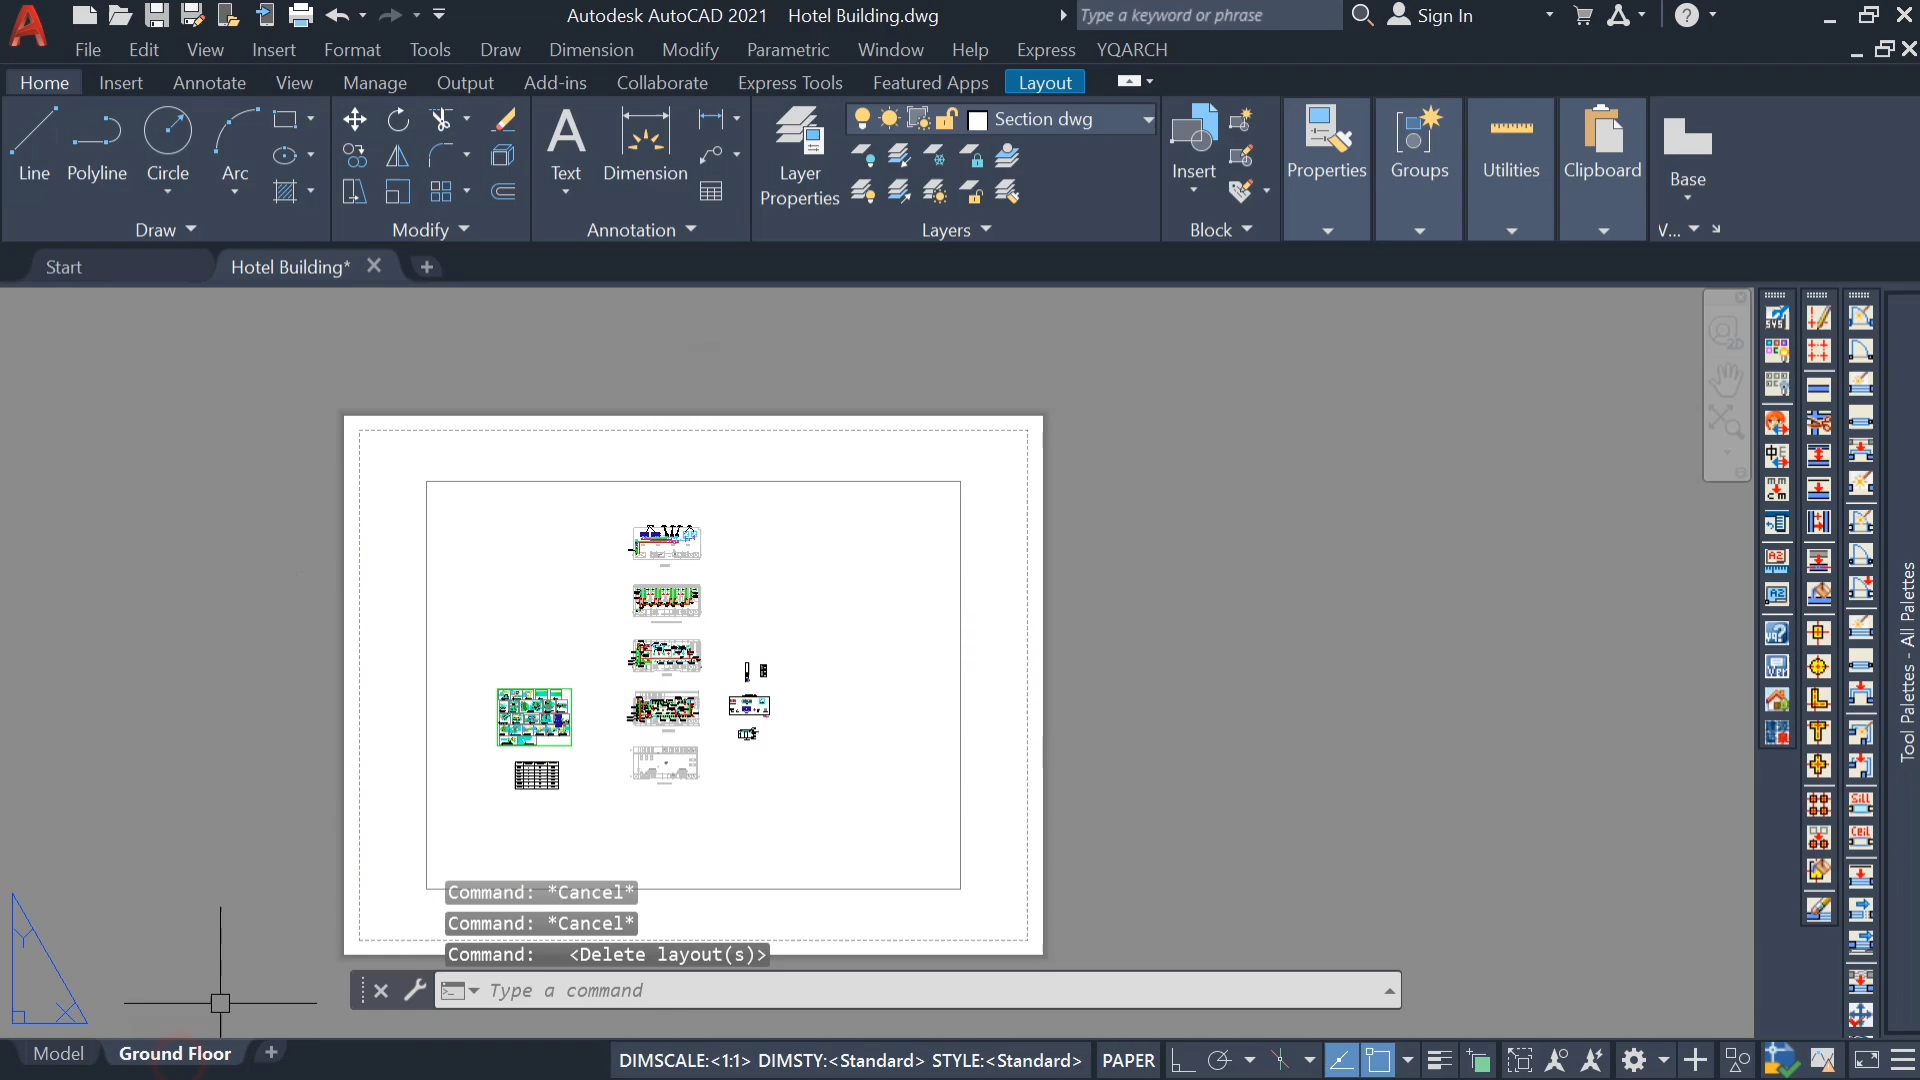 Autodesk AutoCAD 2021 Hotel Building.dwg
Type a keyword or phrase
Sign In
File Edit View Insert Format Tools Draw Dimension Modify Parametric Window Help Express YQARCH
Home Insert Annotate View Manage Output Add-ins Collaborate Express Tools Featured Apps Layout
Section dwg
Line Polyline Circle Arc
Text Dimension
Layer
Properties
Insert
Properties
Groups
Utilities
Clipboard
Base
Draw
Modify
Annotation
Layers
Block
V...
Start
Hotel Building*
Tool Palettes - All Palettes
Command: *Cancel*
Command: *Cancel*
Command: <Delete layout(s)>
Type a command
Y
X
Model
Ground Floor
DIMSCALE:<1:1> DIMSTY:<Standard> STYLE:<Standard>
PAPER